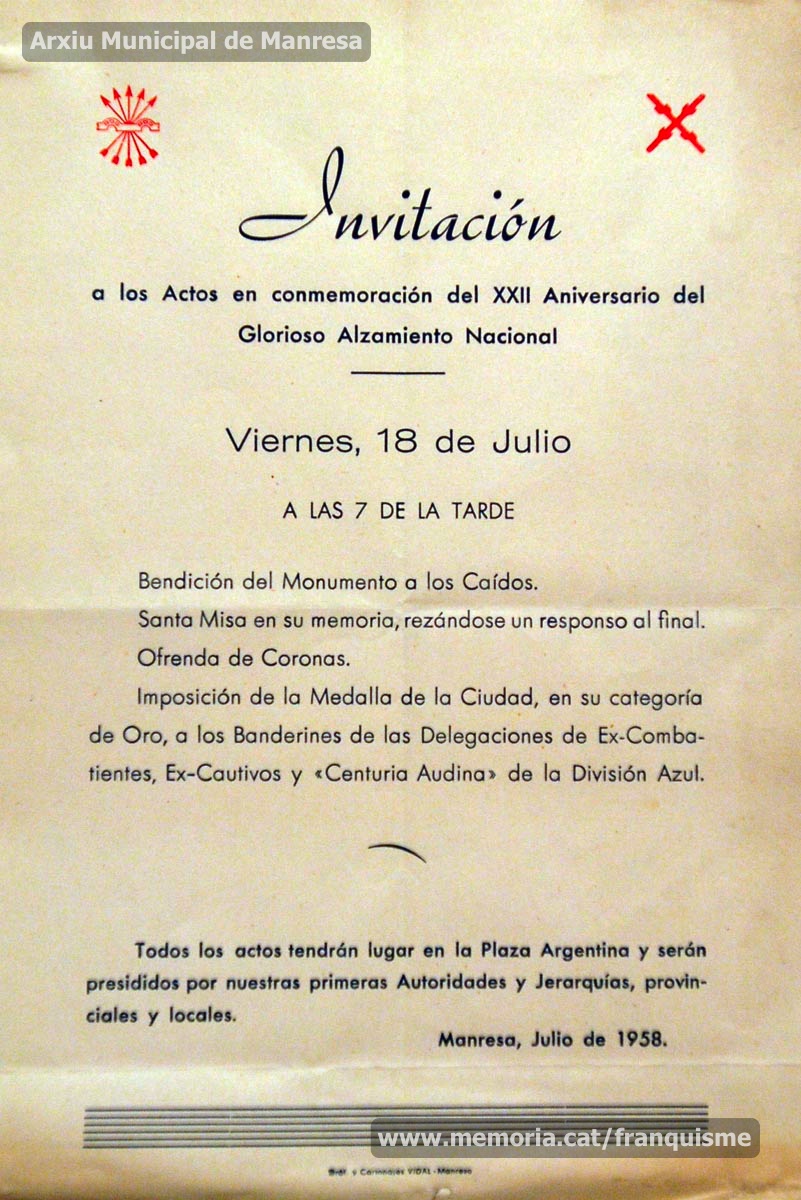 Arxiu Municipal de Manresa
Invitación
a los Actos en conmemoración del XXII Aniversario del
Glorioso Alzamiento Nacional
Viernes, 18 de Julio
A LAS 7 DE LA TARDE
Bendición del Monumento a los Caídos.
Santa Misa en su memoria, rezándose un responso al final.
Ofrenda de Coronas.
Imposición de la Medalla de la Ciudad, en su categoría
de Oro, a los Banderines de las Delegaciones de Ex-Comba-
tientes, Ex-Cautivos y «Centuria Audina» de la División Azul.
Todos los actos tendrán lugar en la Plaza Argentina y serán
presididos por nuestras primeras Autoridades y Jerarquías, provin-
ciales y locales.
Manresa, Julio de 1958.
www.memoria.cat/franquisme
y Cartonajes VIDAL - Manresa